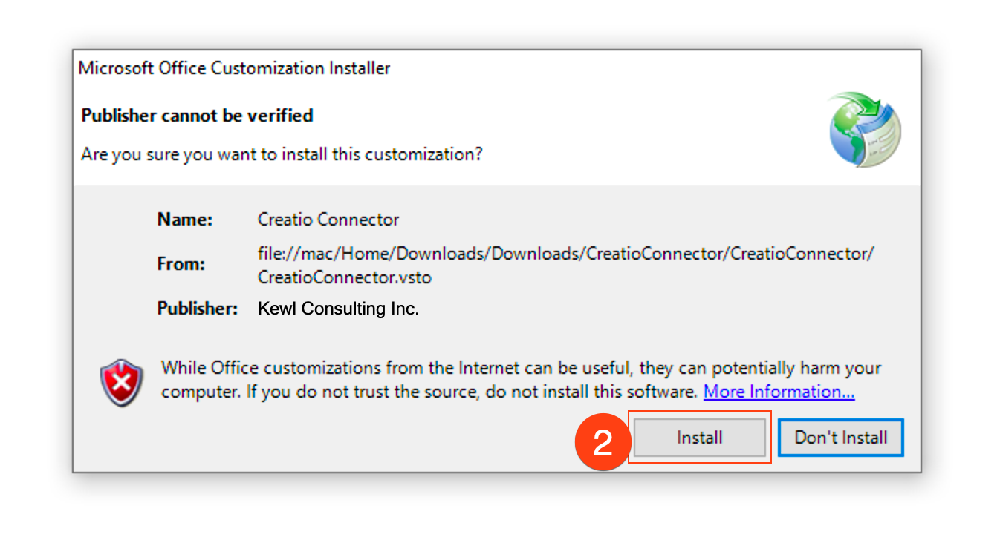 Microsoft Office Customization Installer
Publisher cannot be verified
Are you sure you want to install this customization?
Name: Creatio Connector
From: file://mac/Home/Downloads/Downloads/CreatioConnector/CreatioConnector/
CreatioConnector.vsto
Publisher: Kewl Consulting Inc.
While Office customizations from the Internet can be useful, they can potentially harm your
computer. If you do not trust the source, do not install this software. More Information...
2 Install Don't Install